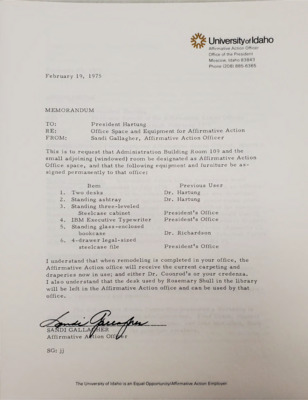 University of Idaho
Affirmative Action Officer
Office of the President
Moscow, Idaho 83843
Phone (208) 885-6365
February 19, 1975
MEMORANDUM
TO: President Hartung
RE: Office Space and Equipment for Affirmative Action
FROM: Sandi Gallagher, Affirmative Action Officer
This is to request that Administration Building Room 109 and the
small adjoining (windowed) room be designated as Affirmative Action
Office space, and that the following equipment and furniture be as-
signed permanently to that office:
Item Previous User
1. Two desks Dr. Hartung
2. Standing ashtray Dr. Hartung
3. Standing three-leveled
Steelcase cabinet President's Office
4. IBM Executive Typewriter President's Office
5. Standing glass-enclosed
bookcase Dr. Richardson
6. 4-drawer legal-sized
steelcase file President's Office
I understand that when remodeling is completed in your office, the
Affirmative Action office will receive the current carpeting and
draperies now in use; and either Dr. Coonrod's or your credenza.
I also understand that the desk used by Rosemary Shull in the library
will be left in the Affirmative Action office and can be used by that
office.
Sandi Gallagher
SANDI GALLAGHER
Affirmative Action Officer
SG: jj
The University of Idaho is an Equal Opportunity/Affirmative Action Employer